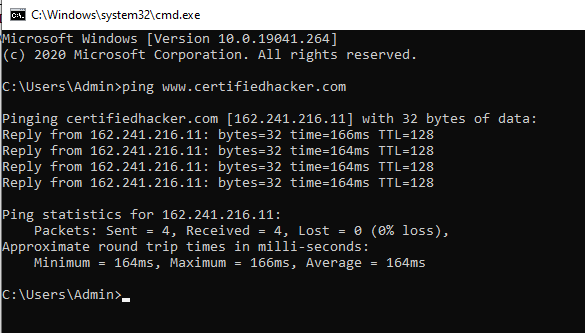 C:\Windows\system32\cmd.exe
Microsoft Windows [Version 10.0.19041.264]
(c) 2020 Microsoft Corporation. All rights reserved.
C:\Users\Admin>ping www.certifiedhacker.com
Pinging certifiedhacker.com [162.241.216.11] with 32 bytes of data:
Reply from 162.241.216.11: bytes=32 time=166ms TTL=128
Reply from 162.241.216.11: bytes=32 time=164ms TTL=128
Reply from 162.241.216.11: bytes=32 time=164ms TTL=128
Reply from 162.241.216.11: bytes=32 time=164ms TTL=128
Ping statistics for 162.241.216.11:
    Packets: Sent = 4, Received = 4, Lost = 0 (0% loss),
Approximate round trip times in milli-seconds:
    Minimum = 164ms, Maximum = 166ms, Average = 164ms
C:\Users\Admin>